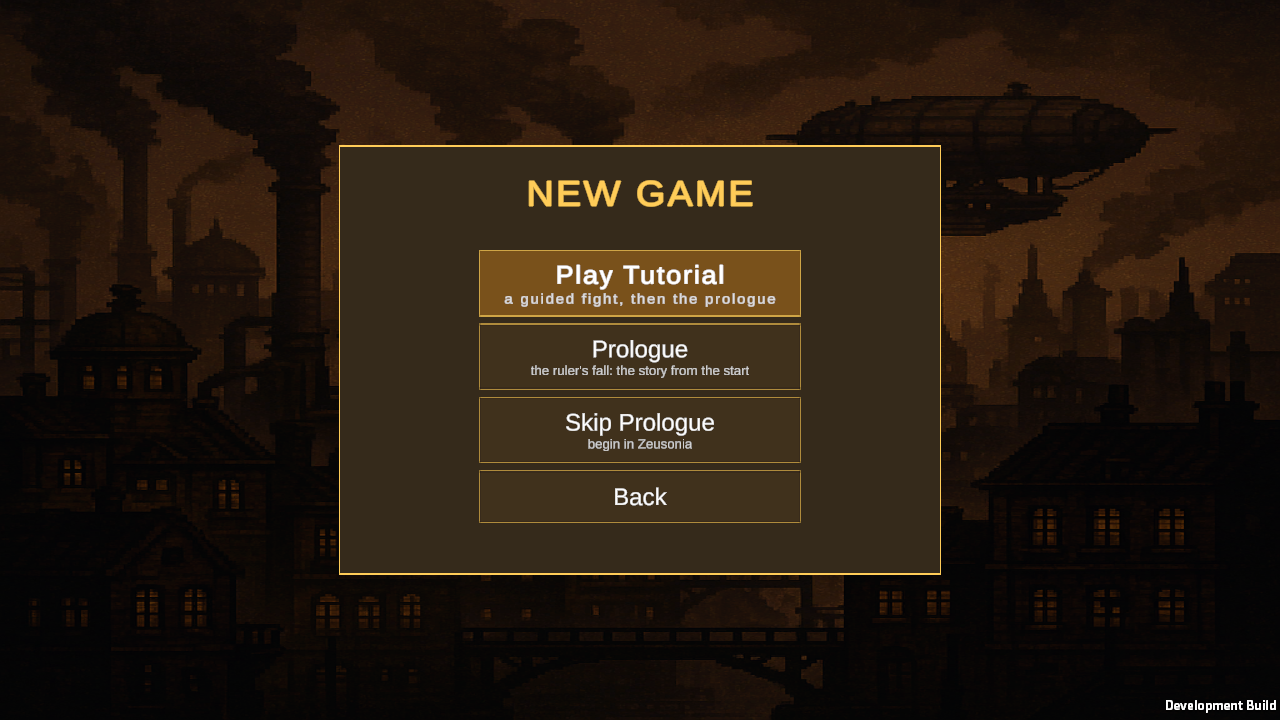 NEW GAME
Play Tutorial
a guided fight, then the prologue
Prologue
the ruler's fall: the story from the start
Skip Prologue
begin in Zeusonia
Back
Development Build